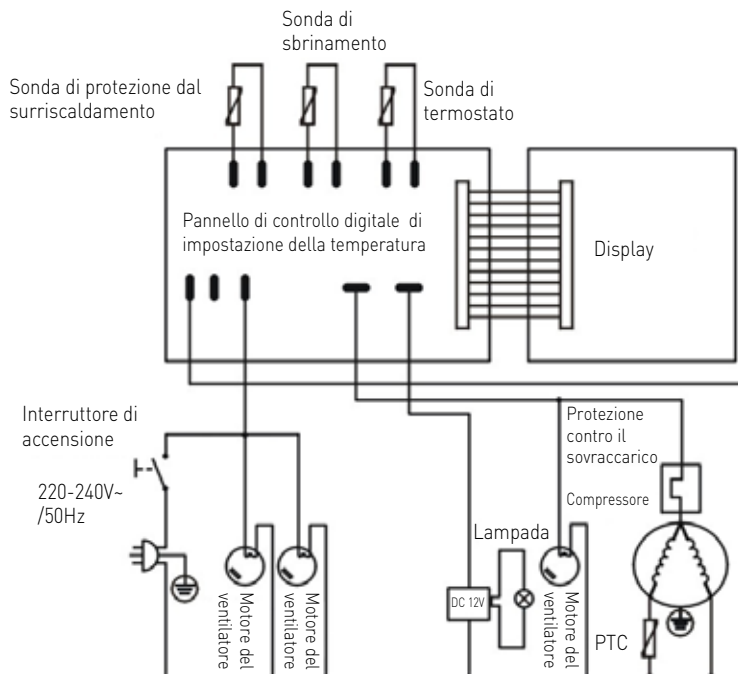 Sonda di
sbrinamento
Sonda di protezione dal
surriscaldamento
Sonda di
termostato
Pannello di controllo digitale di
impostazione della temperatura
Display
Interruttore di
accensione
220-240V~
/50Hz
Protezione
contro il
sovraccarico
Compressore
Lampada
DC 12V
Motore del
ventilatore
Motore del
ventilatore
Motore del
ventilatore
PTC